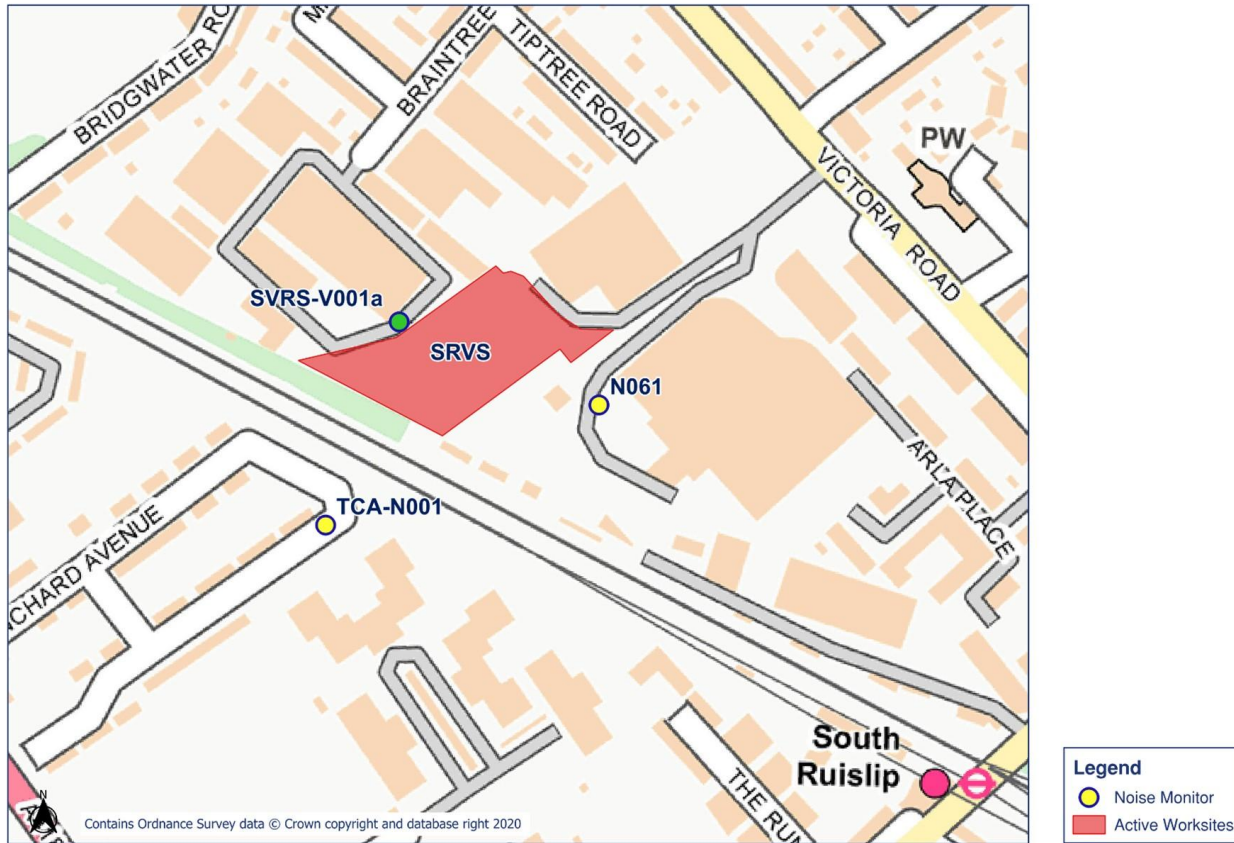 BRIDGWATER RO
M
BRAINTREE
TIPTREE ROAD
PW
VICTORIA ROAD
SVRS-V001a
SRVS
N061
ARLA PLACE
TCA-N001
NCHARD AVENUE
South
Ruislip
THE RUN
N
Contains Ordnance Survey data © Crown copyright and database right 2020
Legend
Noise Monitor
Active Worksites